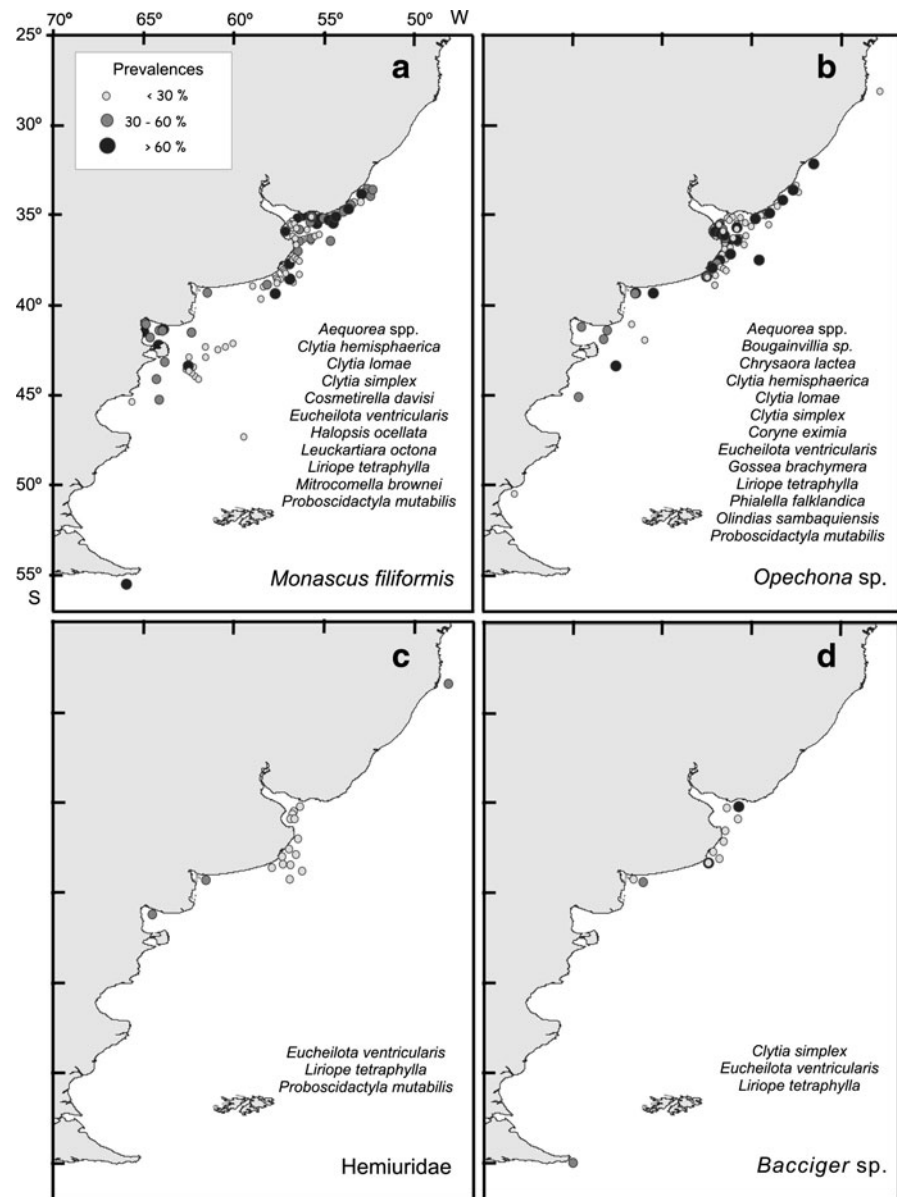 70º 65º 60º 55º 50º W
25º
30º
35º
40º
45º
50º
55º
S
Prevalences
< 30 %
30 - 60 %
> 60 %
a
Aequorea spp.
Clytia hemisphaerica
Clytia lomae
Clytia simplex
Cosmetirella davisi
Eucheilota ventricularis
Halopsis ocellata
Leuckartiara octona
Liriope tetraphylla
Mitrocomella brownei
Proboscidactyla mutabilis
Monascus filiformis
b
Aequorea spp.
Bougainvillia sp.
Chrysaora lactea
Clytia hemisphaerica
Clytia lomae
Clytia simplex
Coryne eximia
Eucheilota ventricularis
Gossea brachymera
Liriope tetraphylla
Phialella falklandica
Olindias sambaquiensis
Proboscidactyla mutabilis
Opechona sp.
c
Eucheilota ventricularis
Liriope tetraphylla
Proboscidactyla mutabilis
Hemiuridae
d
Clytia simplex
Eucheilota ventricularis
Liriope tetraphylla
Bacciger sp.